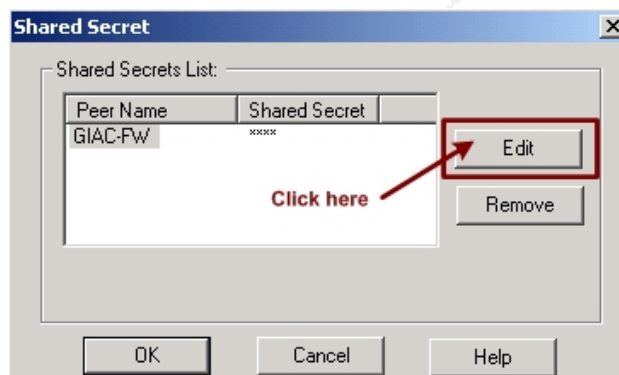 Shared Secret
Shared Secrets List:
Peer Name Shared Secret
GIAC-FW ****
Edit
Click here
Remove
OK Cancel Help